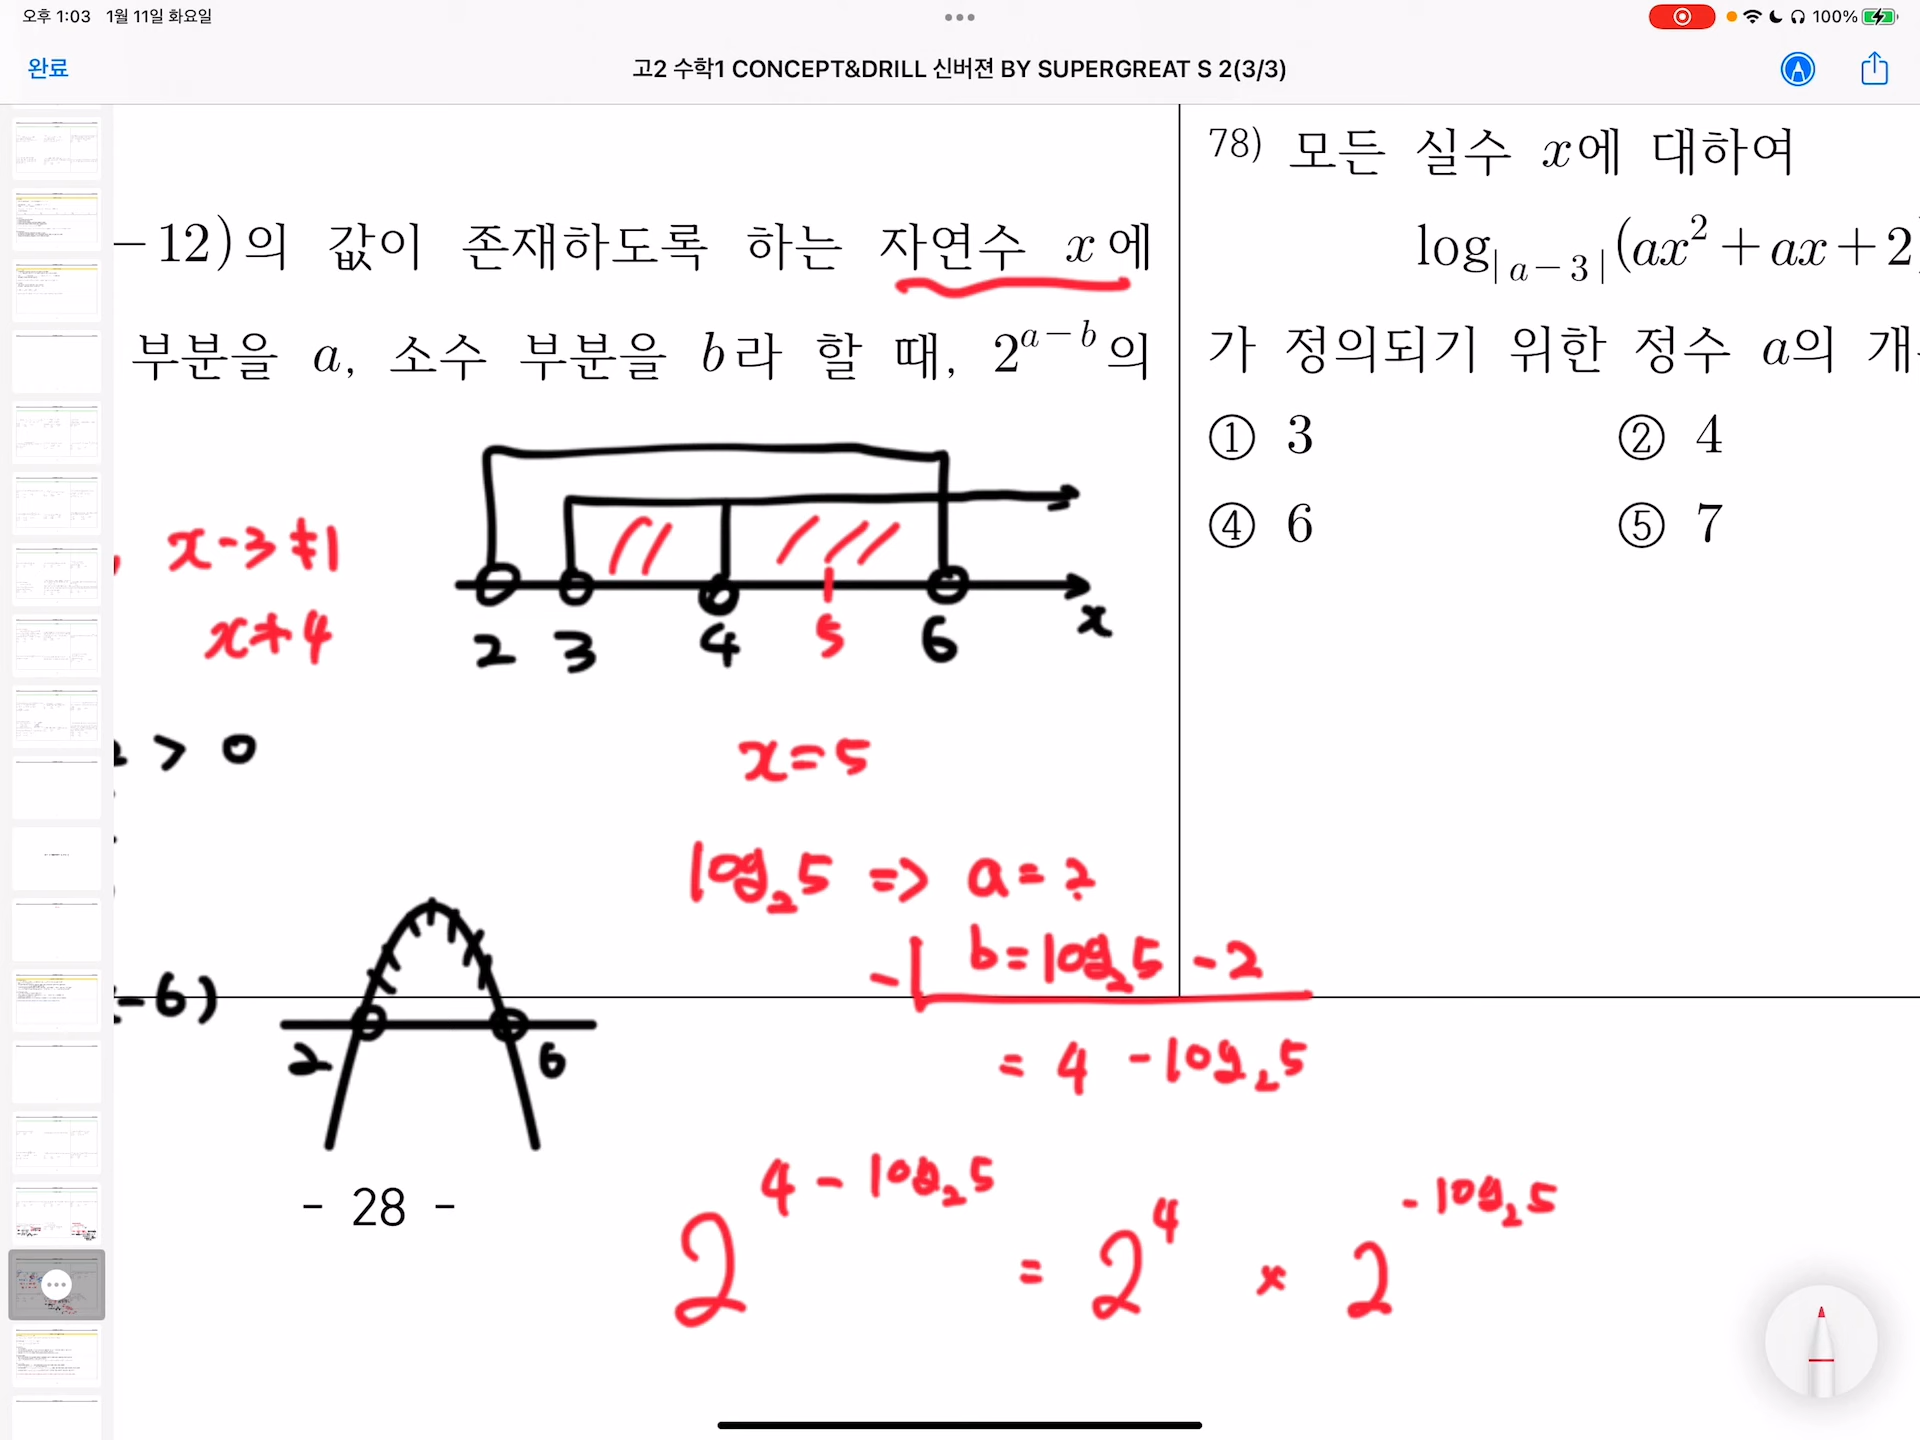 오후 1:03 1월 11일 화요일
100%
완료
고2 수학1 CONCEPT&DRILL 신버젼 BY SUPERGREAT S 2(3/3)
-12)의 값이 존재하도록 하는 자연수 x에
부분을 a, 소수 부분을 b라 할 때, 2^{a-b}의
x-3≠1
x≠4
2 3 4 5 6 x
> 0
x=5
log₂5 => a=2
b=log₂5 -2
-6)
= 4 -log₂5
2 6
2^{4-log₂5} = 2^4 × 2^{-log₂5}
- 28 -
78) 모든 실수 x에 대하여
log_{|a-3|}(ax²+ax+2
가 정의되기 위한 정수 a의
① 3 ② 4
④ 6 ⑤ 7